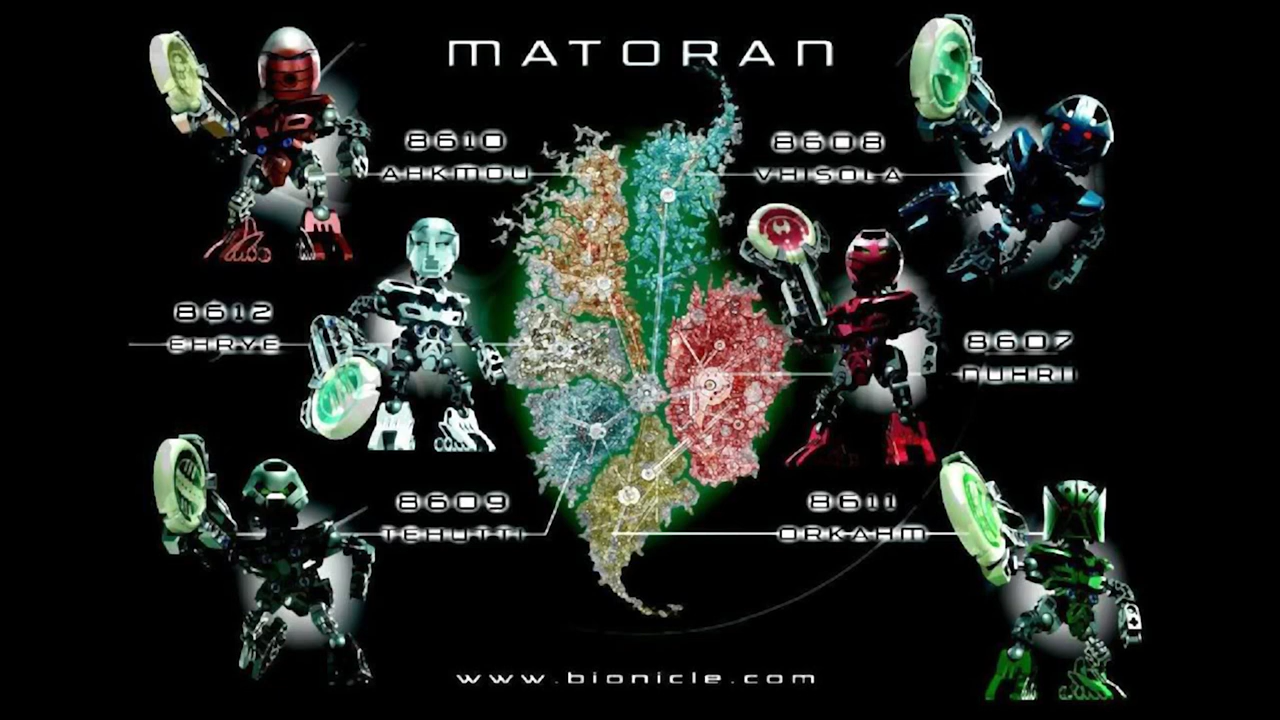 MATORAN
8610
AHKMOU
8608
VHISOLA
8612
EHRYE
8607
NUHRII
8609
TEHUTTI
8611
ORKAHM
www.bionicle.com